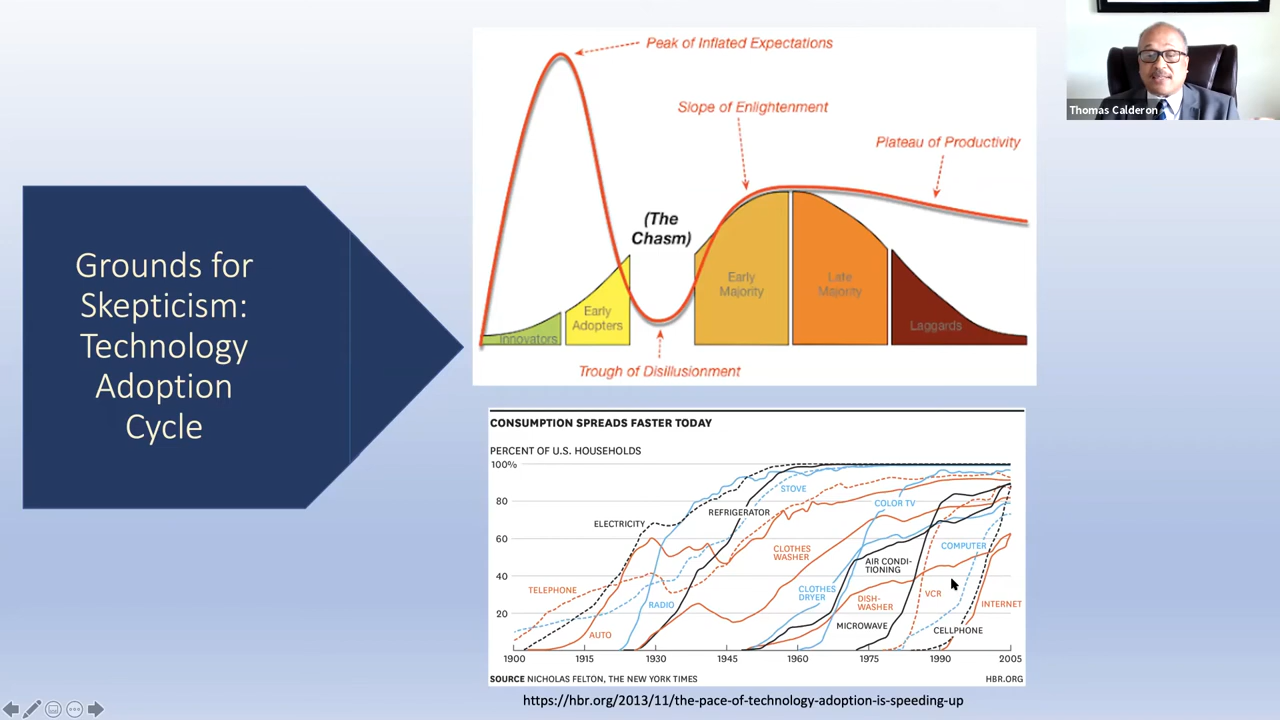 Grounds for
Skepticism:
Technology
Adoption
Cycle
Peak of Inflated Expectations
Slope of Enlightenment
Plateau of Productivity
(The
Chasm)
Early
Majority
Late
Majority
Early
Adopters
Innovators
Laggards
Trough of Disillusionment
Thomas Calderon
CONSUMPTION SPREADS FASTER TODAY
PERCENT OF U.S. HOUSEHOLDS
100%
80
60
40
20
STOVE
ELECTRICITY
REFRIGERATOR
COLOR TV
CLOTHES
WASHER
COMPUTER
AIR CONDI-
TIONING
TELEPHONE
RADIO
CLOTHES
DRYER
DISH-
WASHER
VCR
INTERNET
AUTO
MICROWAVE
CELLPHONE
1900 1915 1930 1945 1960 1975 1990 2005
SOURCE NICHOLAS FELTON, THE NEW YORK TIMES
HBR.ORG
https://hbr.org/2013/11/the-pace-of-technology-adoption-is-speeding-up